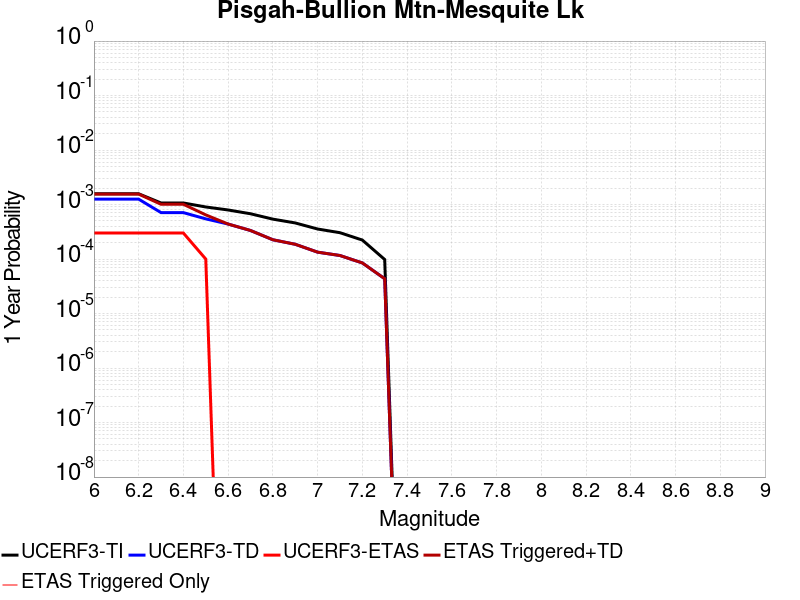 Pisgah-Bullion Mtn-Mesquite Lk
10^0
10^-1
10^-2
10^-3
10^-4
10^-5
10^-6
10^-7
10^-8
1 Year Probability
6 6.2 6.4 6.6 6.8 7 7.2 7.4 7.6 7.8 8 8.2 8.4 8.6 8.8 9
Magnitude
UCERF3-TI UCERF3-TD UCERF3-ETAS ETAS Triggered+TD
ETAS Triggered Only